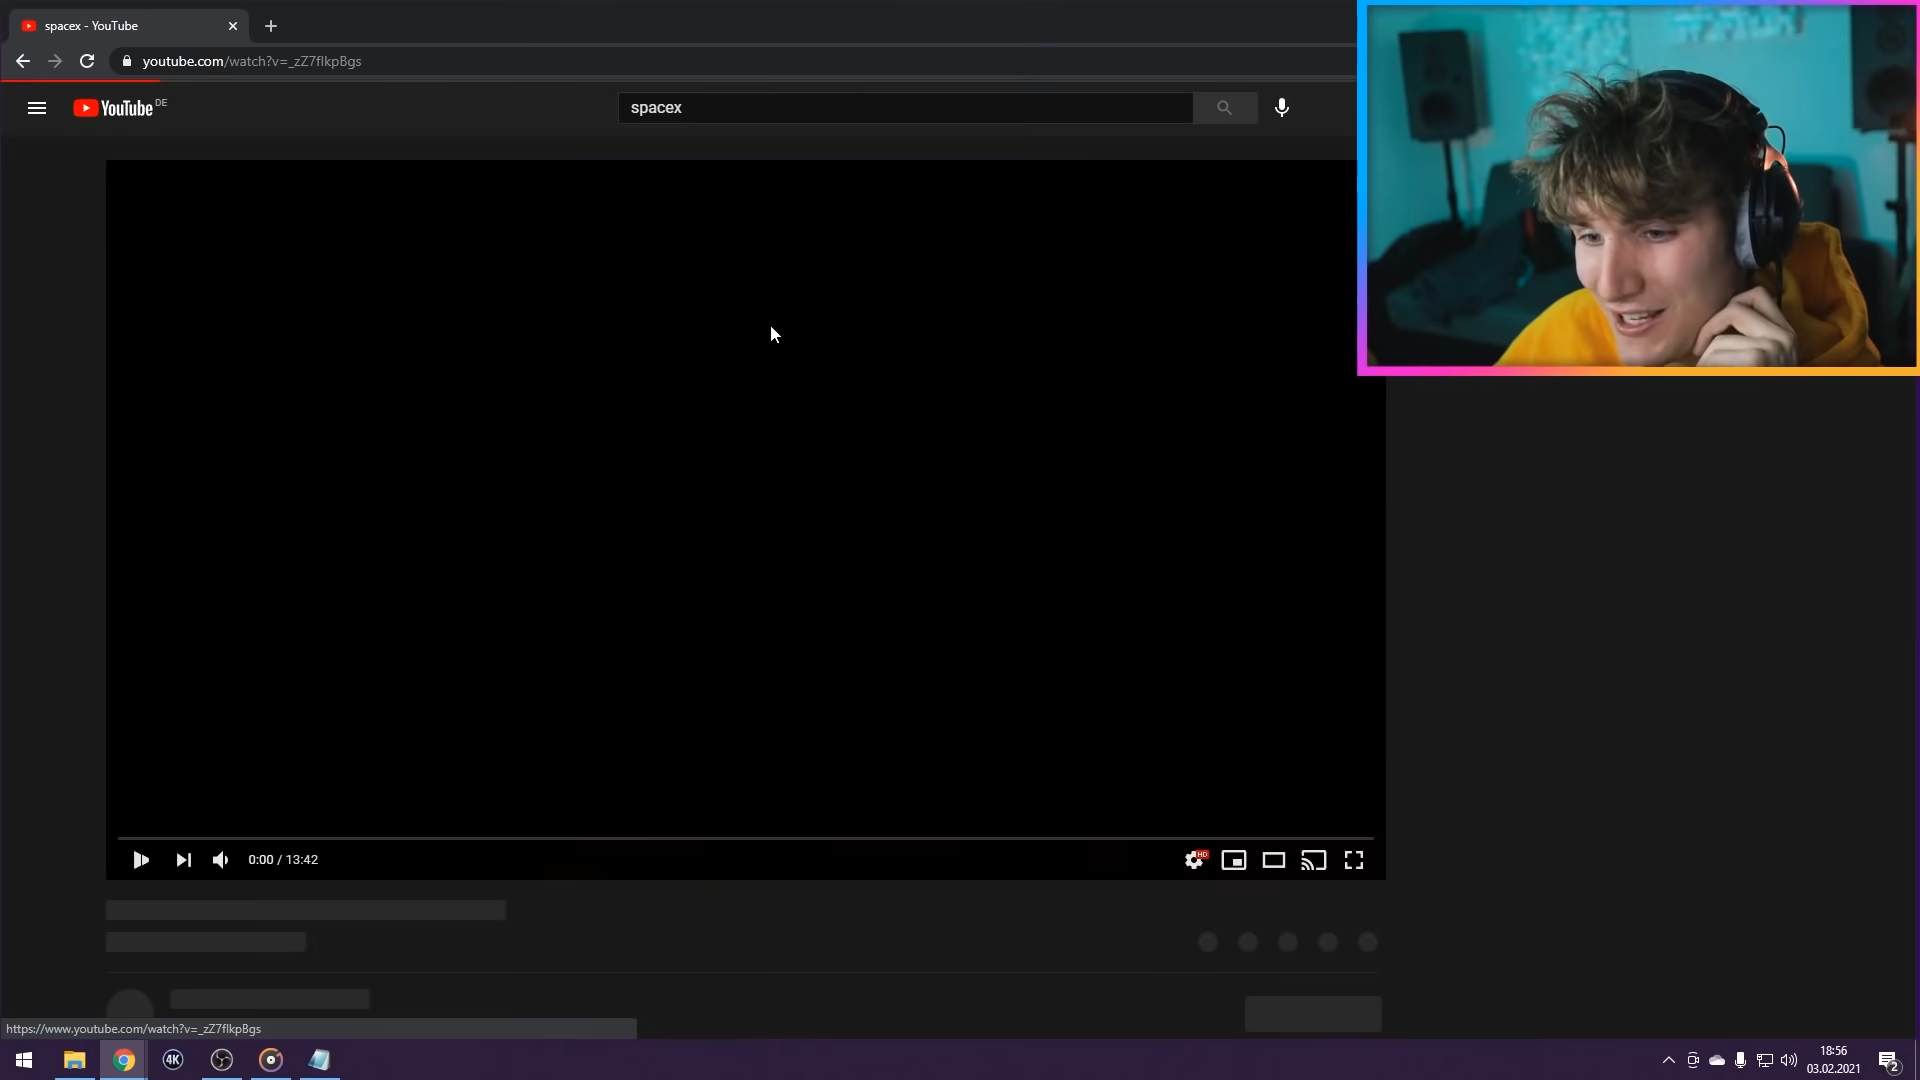 spacex - YouTube
youtube.com/watch?v=_zZ7flkpBgs
YouTube DE
spacex
0:00 / 13:42
HD
https://www.youtube.com/watch?v=_zZ7flkpBgs
4K
18:56
03.02.2021
2